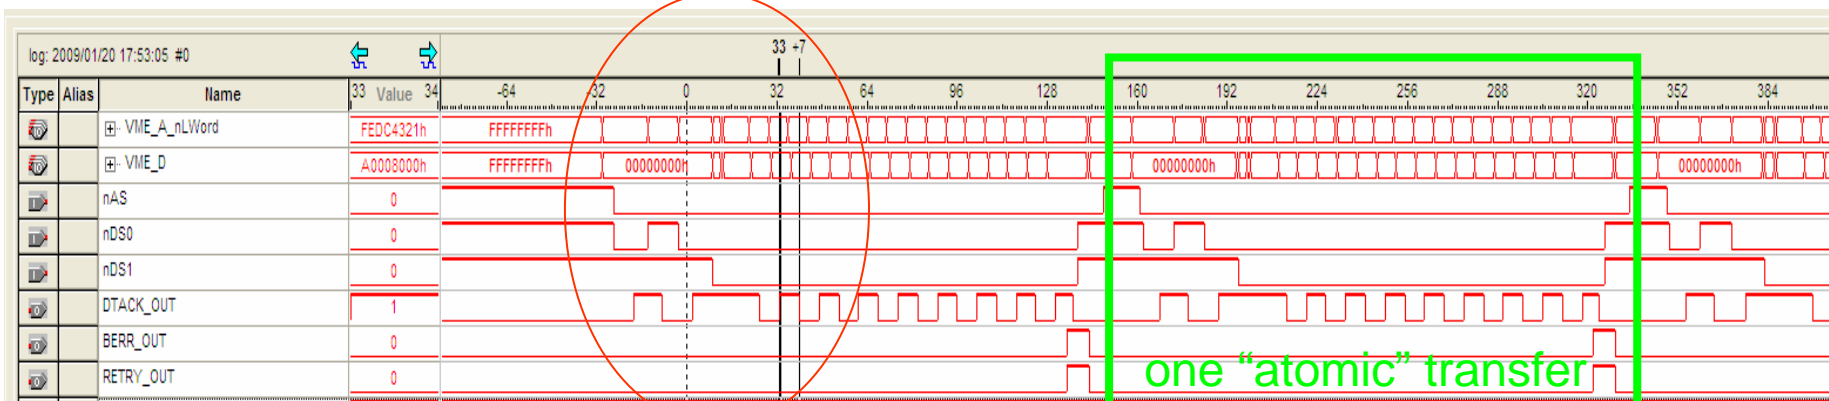 33 +7
log: 2009/01/20 17:53:05 #0
Type Alias Name 33 Value 34 -64 -32 0 32 64 96 128 160 192 224 256 288 320 352 384
VME_A_nLWord FEDC4321h FFFFFFFFh
VME_D A0008000h FFFFFFFFh 00000000h 00000000h 00000000h
nAS 0
nDS0 0
nDS1 0
DTACK_OUT 1
BERR_OUT 0
RETRY_OUT 0
one “atomic” transfer